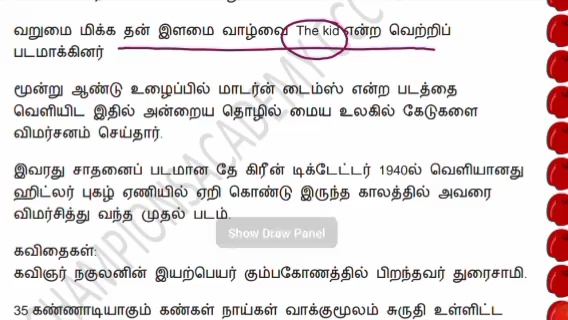 வறுமை மிக்க தன் இளமை வாழ்வை The kid என்ற வெற்றிப்
படமாக்கினர்
மூன்று ஆண்டு உழைப்பில் மாடர்ன் டைம்ஸ் என்ற படத்தை
வெளியிட இதில் அன்றைய தொழில் மைய உலகில் கேடுகளை
விமர்சனம் செய்தார்.
இவரது சாதனைப் படமான தே கிரீன் டிக்டேட்டர் 1940ல் வெளியானது
ஹிட்லர் புகழ் ஏணியில் ஏறி கொண்டு இருந்த காலத்தில் அவரை
விமர்சித்து வந்த முதல் படம்.
Show Draw Panel
கவிதைகள்:
கவிஞர் நகுலனின் இயற்பெயர் கும்பகோணத்தில் பிறந்தவர் துரைசாமி.
35 கண்ணாடியாகும் கண்கள் நாய்கள் வாக்குமூலம் சுருதி உள்ளிட்ட
CHAMPIONSACADEMY